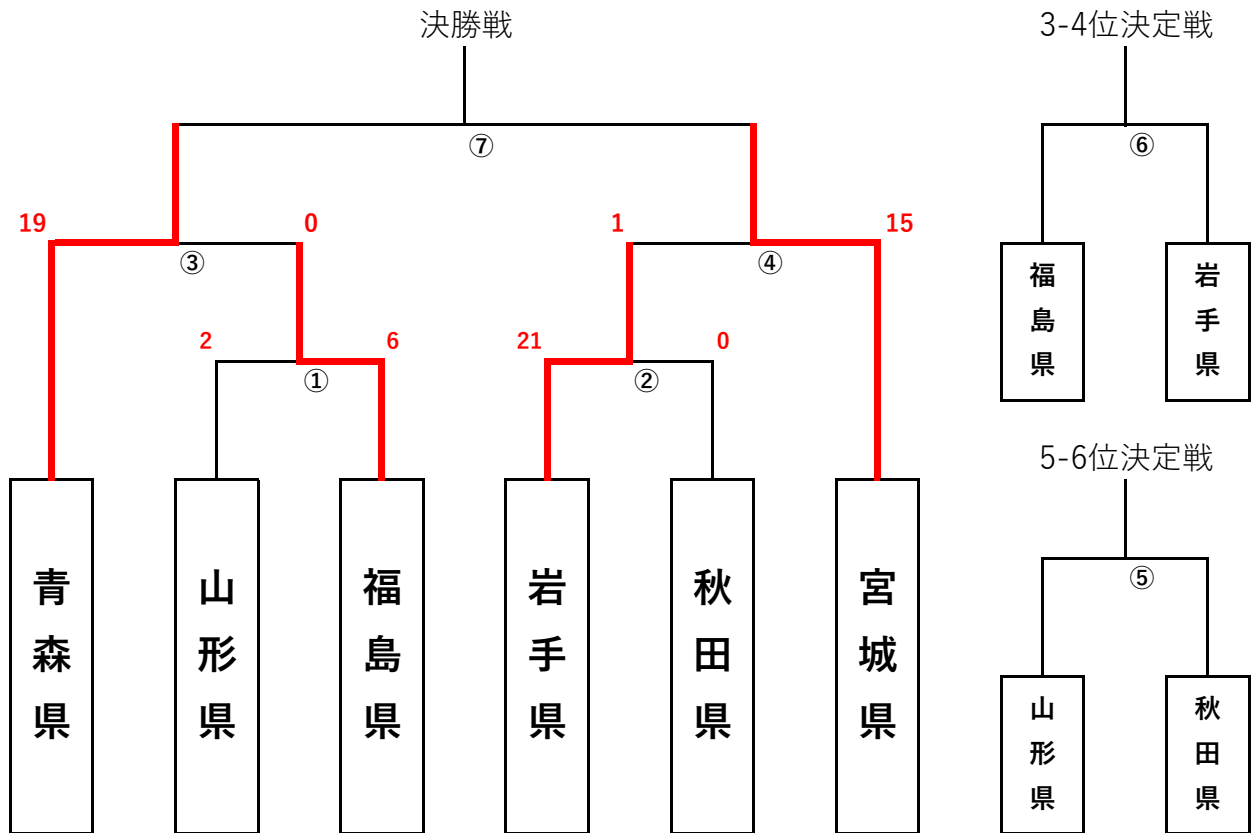 決勝戦
3-4位決定戦
⑦
⑥
19
0
1
15
③
④
福島県
岩手県
2
6
21
0
①
②
5-6位決定戦
⑤
青森県
山形県
福島県
岩手県
秋田県
宮城県
山形県
秋田県